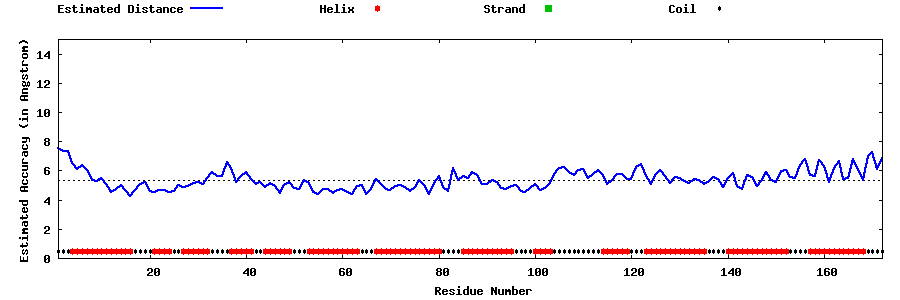 Estimated Distance Helix Strand Coil
Estimated Accuracy (in Angstrom)
14
12
10
8
6
4
2
0
20 40 60 80 100 120 140 160
Residue Number